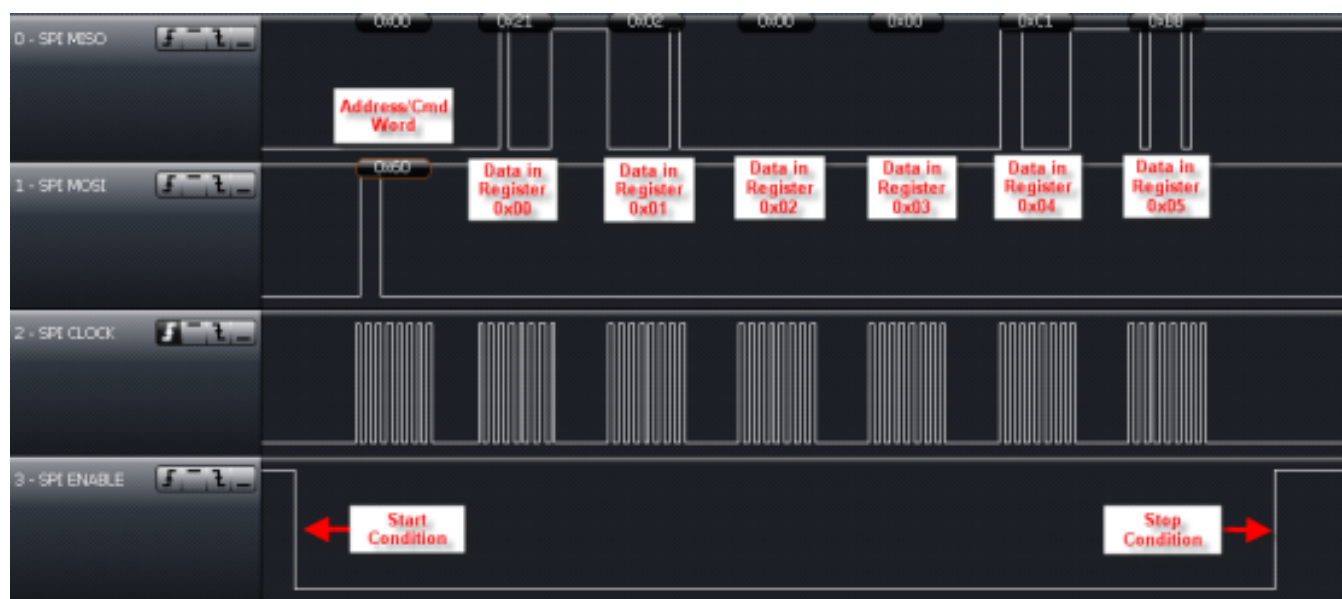 0x00 0x21 0x02 0x00 0x00 0xC1 0xBB
0 - SPI MISO
Address/Cmd
Word
0x60
1 - SPI MOSI
Data in
Register
0x00
Data in
Register
0x01
Data in
Register
0x02
Data in
Register
0x03
Data in
Register
0x04
Data in
Register
0x05
2 - SPI CLOCK
3 - SPI ENABLE
Start
Condition
Stop
Condition